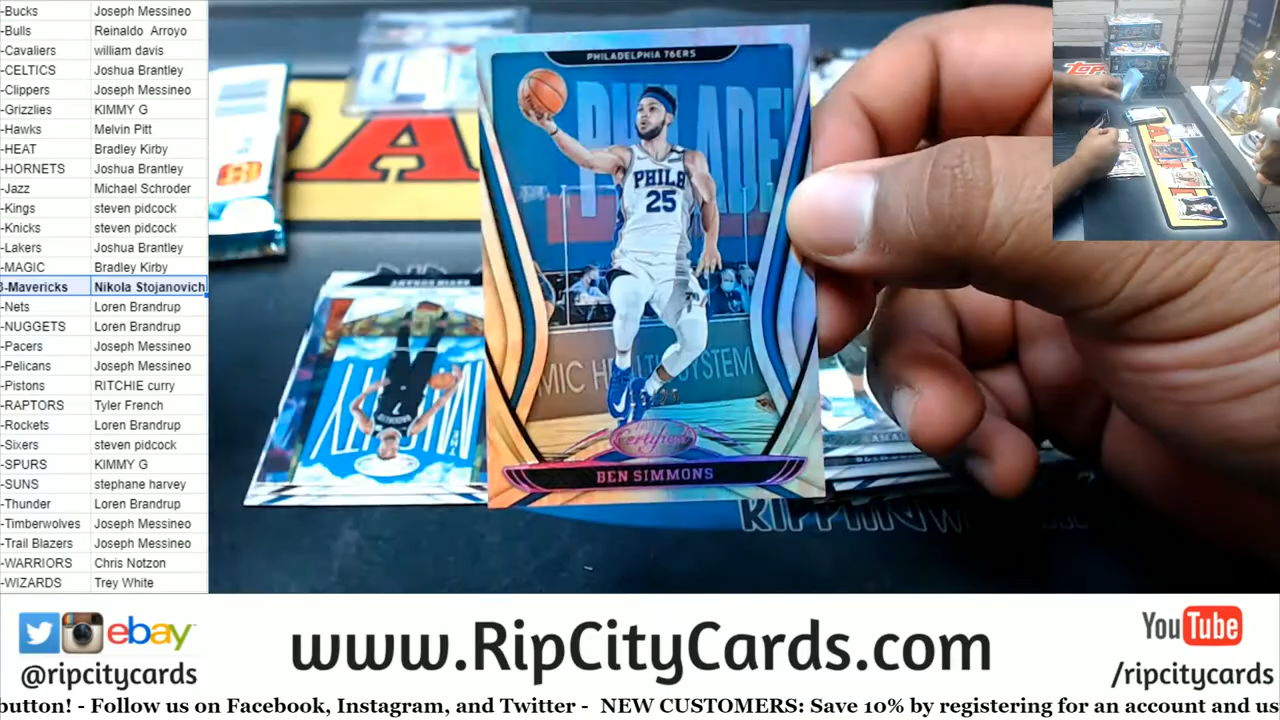 -Bucks Joseph Messineo
-Bulls Reinaldo Arroyo
-Cavaliers william davis
-CELTICS Joshua Brantley
-Clippers Joseph Messineo
-Grizzlies KIMMY G
-Hawks Melvin Pitt
-HEAT Bradley Kirby
-HORNETS Joshua Brantley
-Jazz Michael Schroder
-Kings steven pidcock
-Knicks steven pidcock
-Lakers Joshua Brantley
-MAGIC Bradley Kirby
-Mavericks Nikola Stojanovich
-Nets Loren Brandrup
-NUGGETS Loren Brandrup
-Pacers Joseph Messineo
-Pelicans Joseph Messineo
-Pistons RITCHIE curry
-RAPTORS Tyler French
-Rockets Loren Brandrup
-Sixers steven pidcock
-SPURS KIMMY G
-SUNS stephane harvey
-Thunder Loren Brandrup
-Timberwolves Joseph Messineo
-Trail Blazers Joseph Messineo
-WARRIORS Chris Notzon
-WIZARDS Trey White
PHILADELPHIA 76ERS
PHILADE
PHILA
25
MIC HEALTH SYSTEM
Certified
BEN SIMMONS
Topps
ebay
@ripcitycards
www.RipCityCards.com
YouTube
/ripcitycards
button! - Follow us on Facebook, Instagram, and Twitter - NEW CUSTOMERS: Save 10% by registering for an account and us